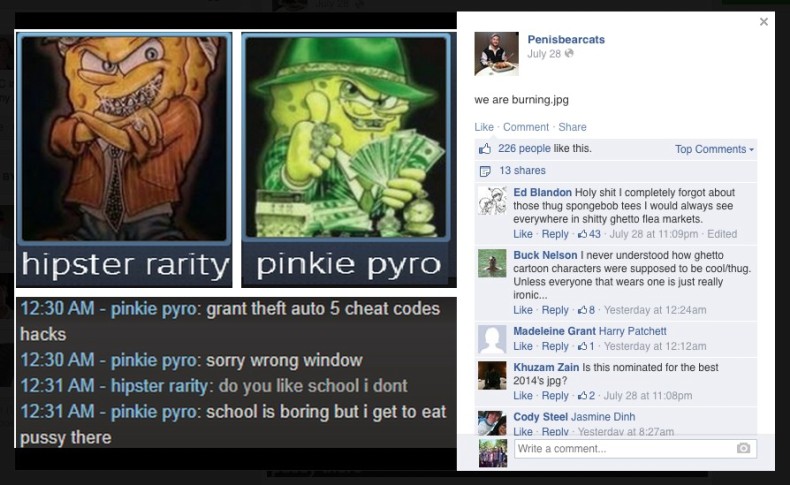 hipster rarity
pinkie pyro
12:30 AM - pinkie pyro: grant theft auto 5 cheat codes
hacks
12:30 AM - pinkie pyro: sorry wrong window
12:31 AM - hipster rarity: do you like school i dont
12:31 AM - pinkie pyro: school is boring but i get to eat
pussy there
Penisbearcats
July 28
we are burning.jpg
Like · Comment · Share
226 people like this.
Top Comments
13 shares
Ed Blandon Holy shit I completely forgot about
those thug spongebob tees I would always see
everywhere in shitty ghetto flea markets.
Like · Reply · 43 · July 28 at 11:09pm · Edited
Buck Nelson I never understood how ghetto
cartoon characters were supposed to be cool/thug.
Unless everyone that wears one is just really
ironic...
Like · Reply · 8 · Yesterday at 12:24am
Madeleine Grant Harry Patchett
Like · Reply · 1 · Yesterday at 12:12am
Khuzam Zain Is this nominated for the best
2014's jpg?
Like · Reply · 2 · July 28 at 11:08pm
Cody Steel Jasmine Dinh
Like · Reply · Yesterday at 8:27am
Write a comment...